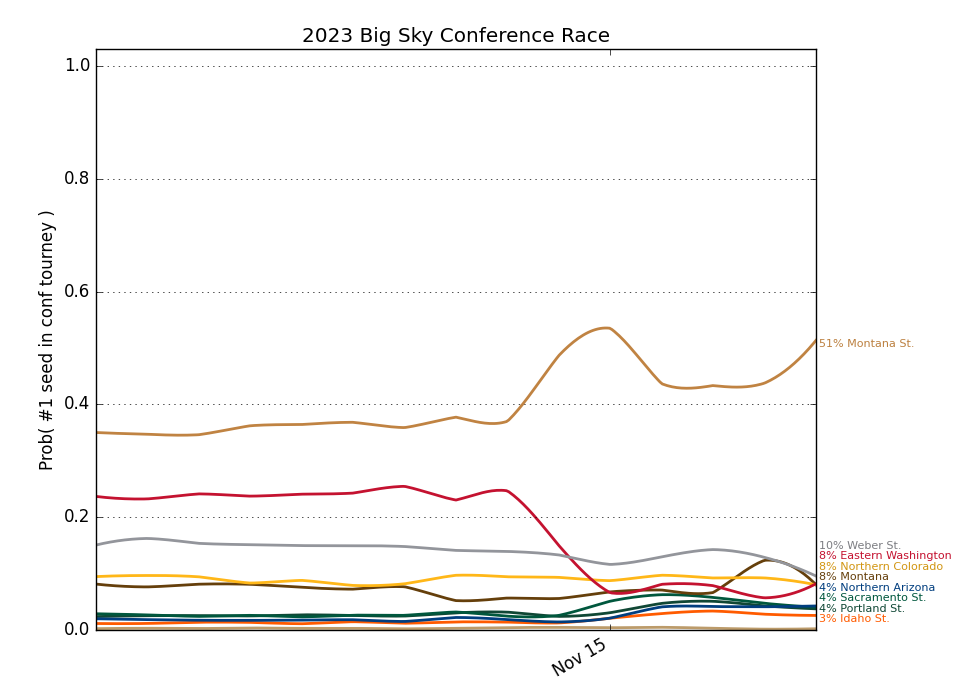 2023 Big Sky Conference Race
1.0
0.8
0.6
0.4
0.2
0.0
Prob( #1 seed in conf tourney )
Nov 15
51% Montana St.
10% Weber St.
8% Eastern Washington
8% Northern Colorado
8% Montana
4% Northern Arizona
4% Sacramento St.
4% Portland St.
3% Idaho St.